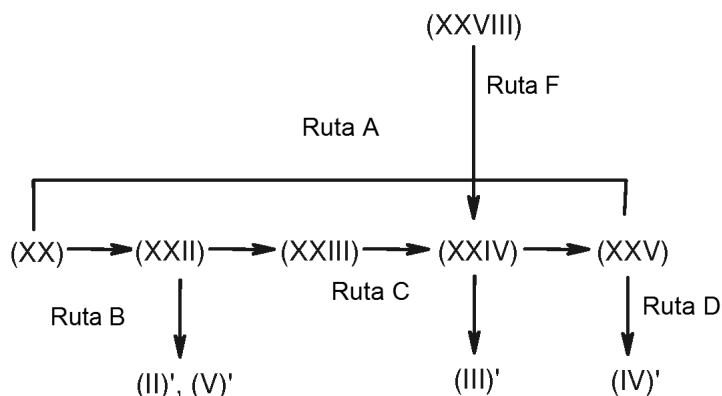 (XXVIII)
Ruta F
Ruta A
(XX) (XXII) (XXIII) (XXIV) (XXV)
Ruta B Ruta C Ruta D
(II)', (V)' (III)' (IV)'